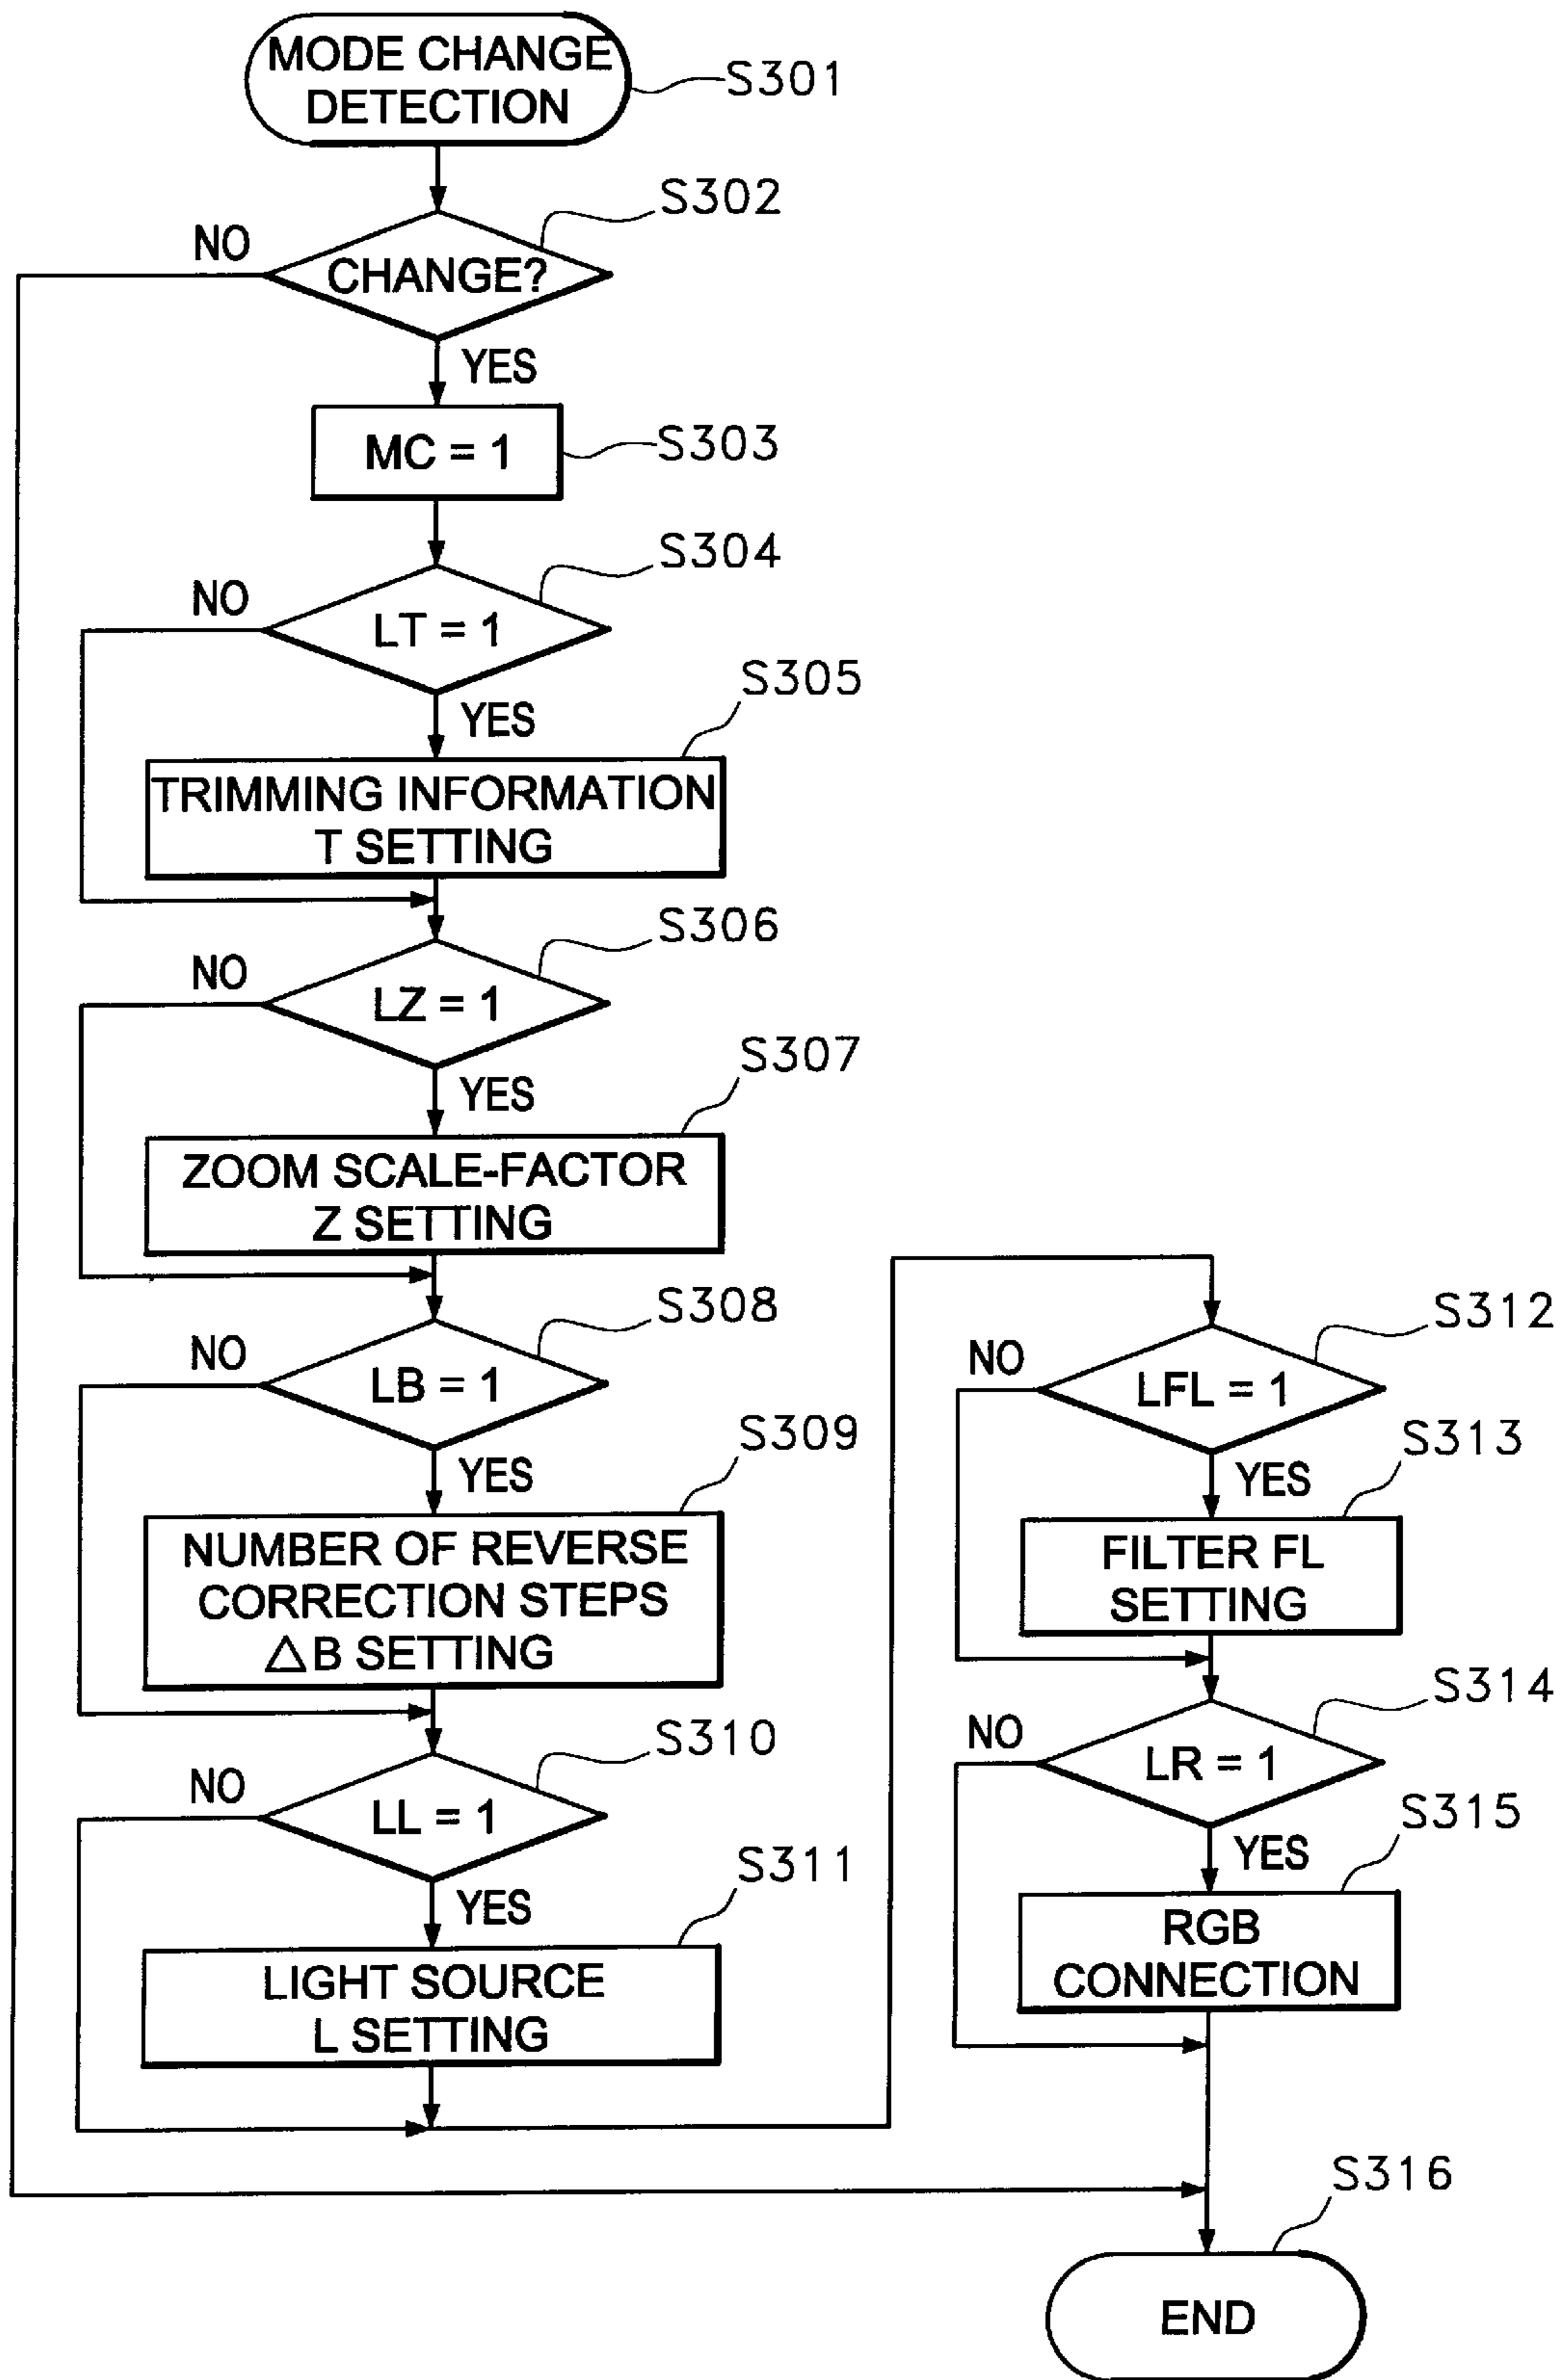 MODE CHANGE
DETECTION
S301
S302
NO
CHANGE?
YES
MC = 1
S303
S304
NO
LT = 1
YES
S305
TRIMMING INFORMATION
T SETTING
S306
NO
LZ = 1
YES
S307
ZOOM SCALE-FACTOR
Z SETTING
S308
NO
LB = 1
YES
S309
NUMBER OF REVERSE
CORRECTION STEPS
△B SETTING
S310
NO
LL = 1
YES
S311
LIGHT SOURCE
L SETTING
S312
NO
LFL = 1
YES
S313
FILTER FL
SETTING
S314
NO
LR = 1
YES
S315
RGB
CONNECTION
S316
END